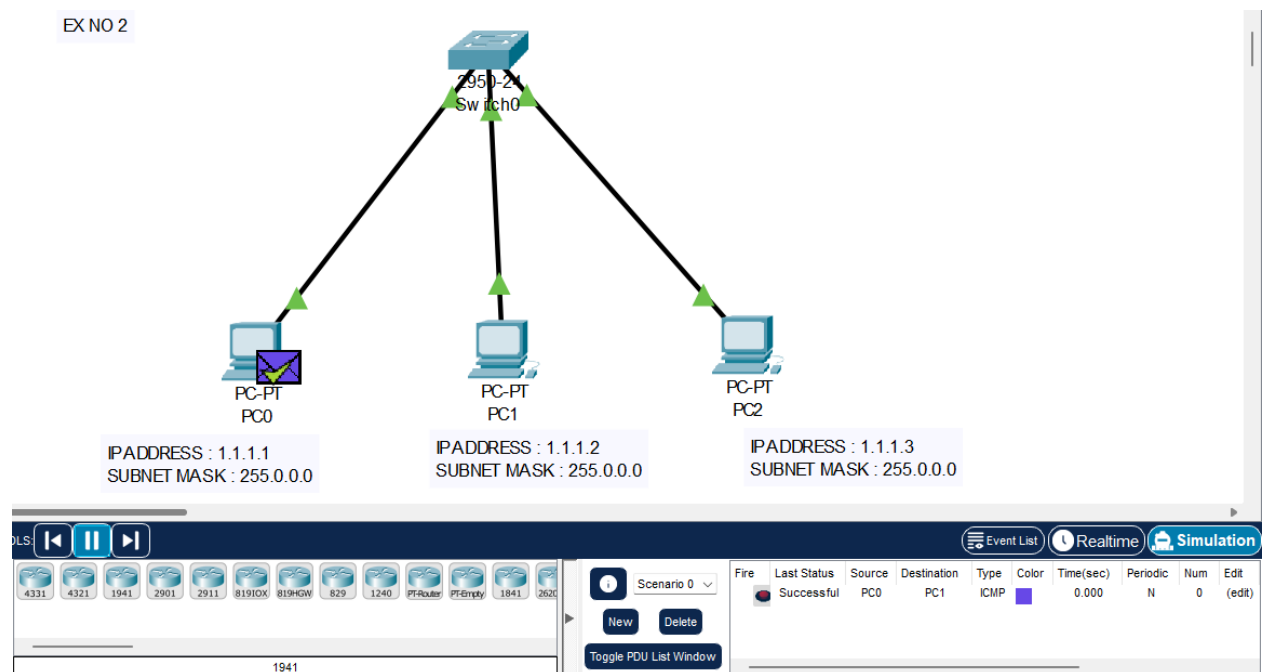 EX NO 2
2950-24
Switch0
PC-PT
PC0
PC-PT
PC1
PC-PT
PC2
IPADDRESS : 1.1.1.1
SUBNET MASK : 255.0.0.0
IPADDRESS : 1.1.1.2
SUBNET MASK : 255.0.0.0
IPADDRESS : 1.1.1.3
SUBNET MASK : 255.0.0.0
OLS:
Event List
Realtime
Simulation
4331 4321 1941 2901 2911 819IOX 819HGW 829 1240 PT-Router PT-Empty 1841 2620
1941
Scenario 0
New Delete
Toggle PDU List Window
Fire Last Status Source Destination Type Color Time(sec) Periodic Num Edit
Successful PC0 PC1 ICMP 0.000 N 0 (edit)